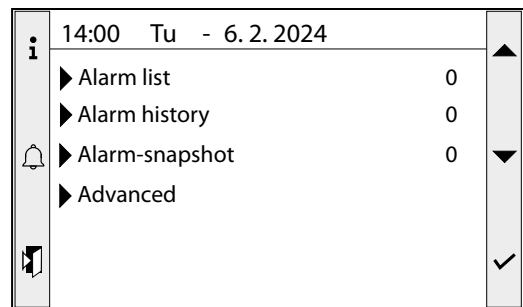 i
14:00 Tu - 6. 2. 2024
Alarm list 0
Alarm history 0
Alarm-snapshot 0
Advanced